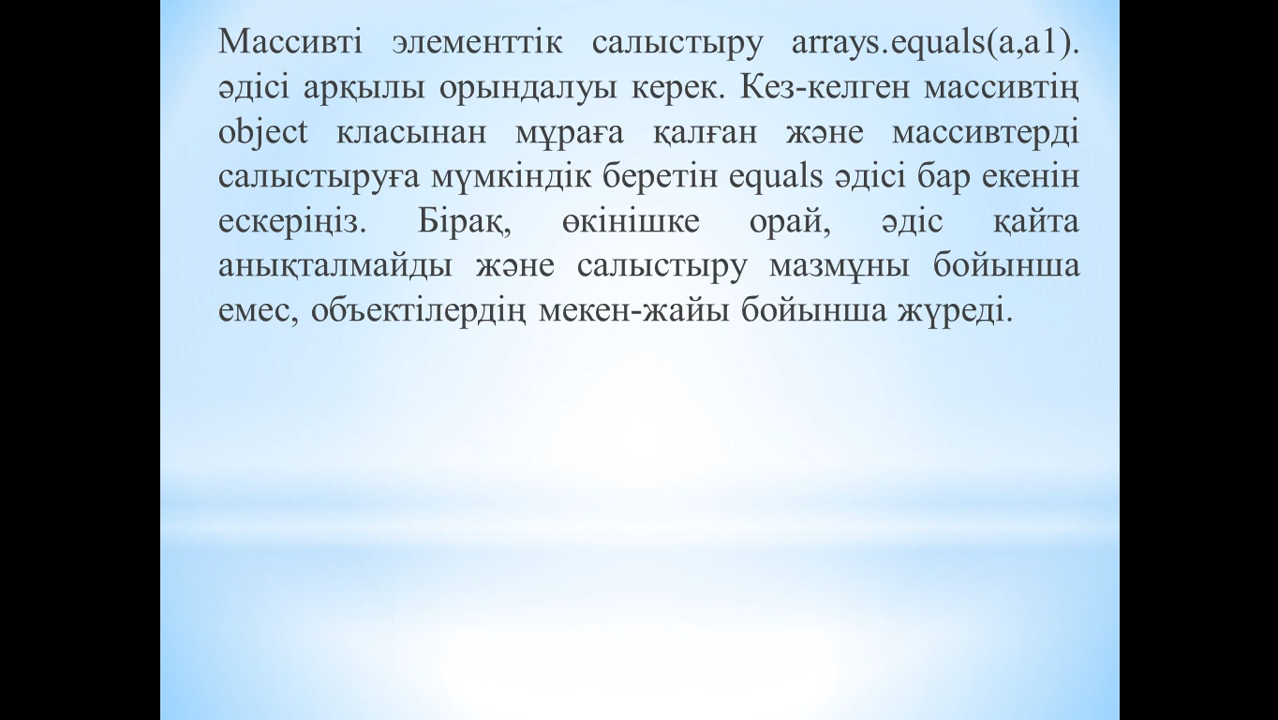 Массивті элементтік салыстыру arrays.equals(a,a1).
әдісі арқылы орындалуы керек. Кез-келген массивтің
object класынан мұраға қалған және массивтерді
салыстыруға мүмкіндік беретін equals әдісі бар екенін
ескеріңіз. Бірақ, өкінішке орай, әдіс қайта
анықталмайды және салыстыру мазмұны бойынша
емес, объектілердің мекен-жайы бойынша жүреді.